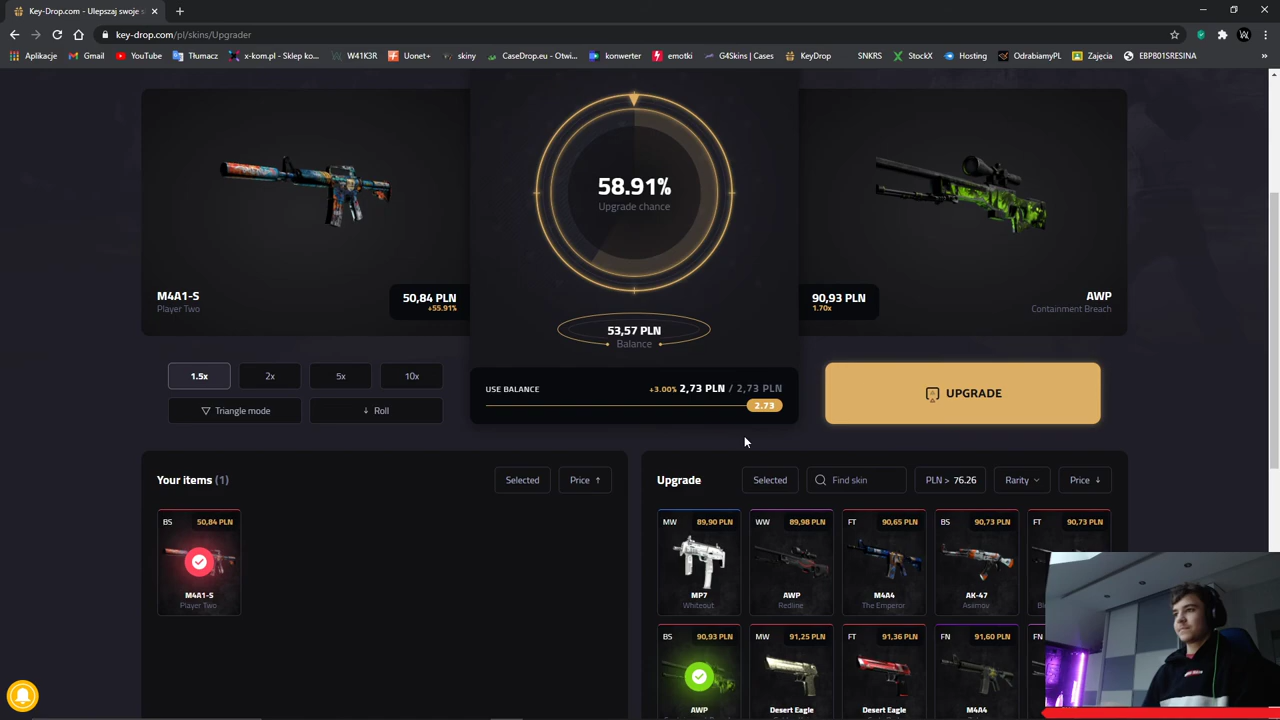 Key-Drop.com - Ulepszaj swoje s
key-drop.com/pl/skins/Upgrader
Aplikacje
Gmail
YouTube
Tłumacz
x-kom.pl - Sklep ko...
W41K3R
Uonet+
skiny
CaseDrop.eu - Otwi...
konwerter
emotki
G4Skins | Cases
KeyDrop
SNKRS
StockX
Hosting
OdrabiamyPL
Zajęcia
EBPB01SRESINA
58.91%
Upgrade chance
M4A1-S
Player Two
50,84 PLN
+55.91%
90,93 PLN
1.70x
AWP
Containment Breach
53,57 PLN
Balance
1.5x
2x
5x
10x
Triangle mode
Roll
USE BALANCE
+3.00% 2,73 PLN / 2,73 PLN
2.73
UPGRADE
Your items (1)
Selected
Price ↑
Upgrade
Selected
Find skin
PLN > 76.26
Rarity
Price ↓
BS 50,84 PLN
M4A1-S
Player Two
MW 89,90 PLN
MP7
Whiteout
WW 89,98 PLN
AWP
Redline
FT 90,65 PLN
M4A4
The Emperor
BS 90,73 PLN
AK-47
Asiimov
FT 90,73 PLN
BS 90,93 PLN
AWP
MW 91,25 PLN
Desert Eagle
FT 91,36 PLN
Desert Eagle
FN 91,60 PLN
M4A4